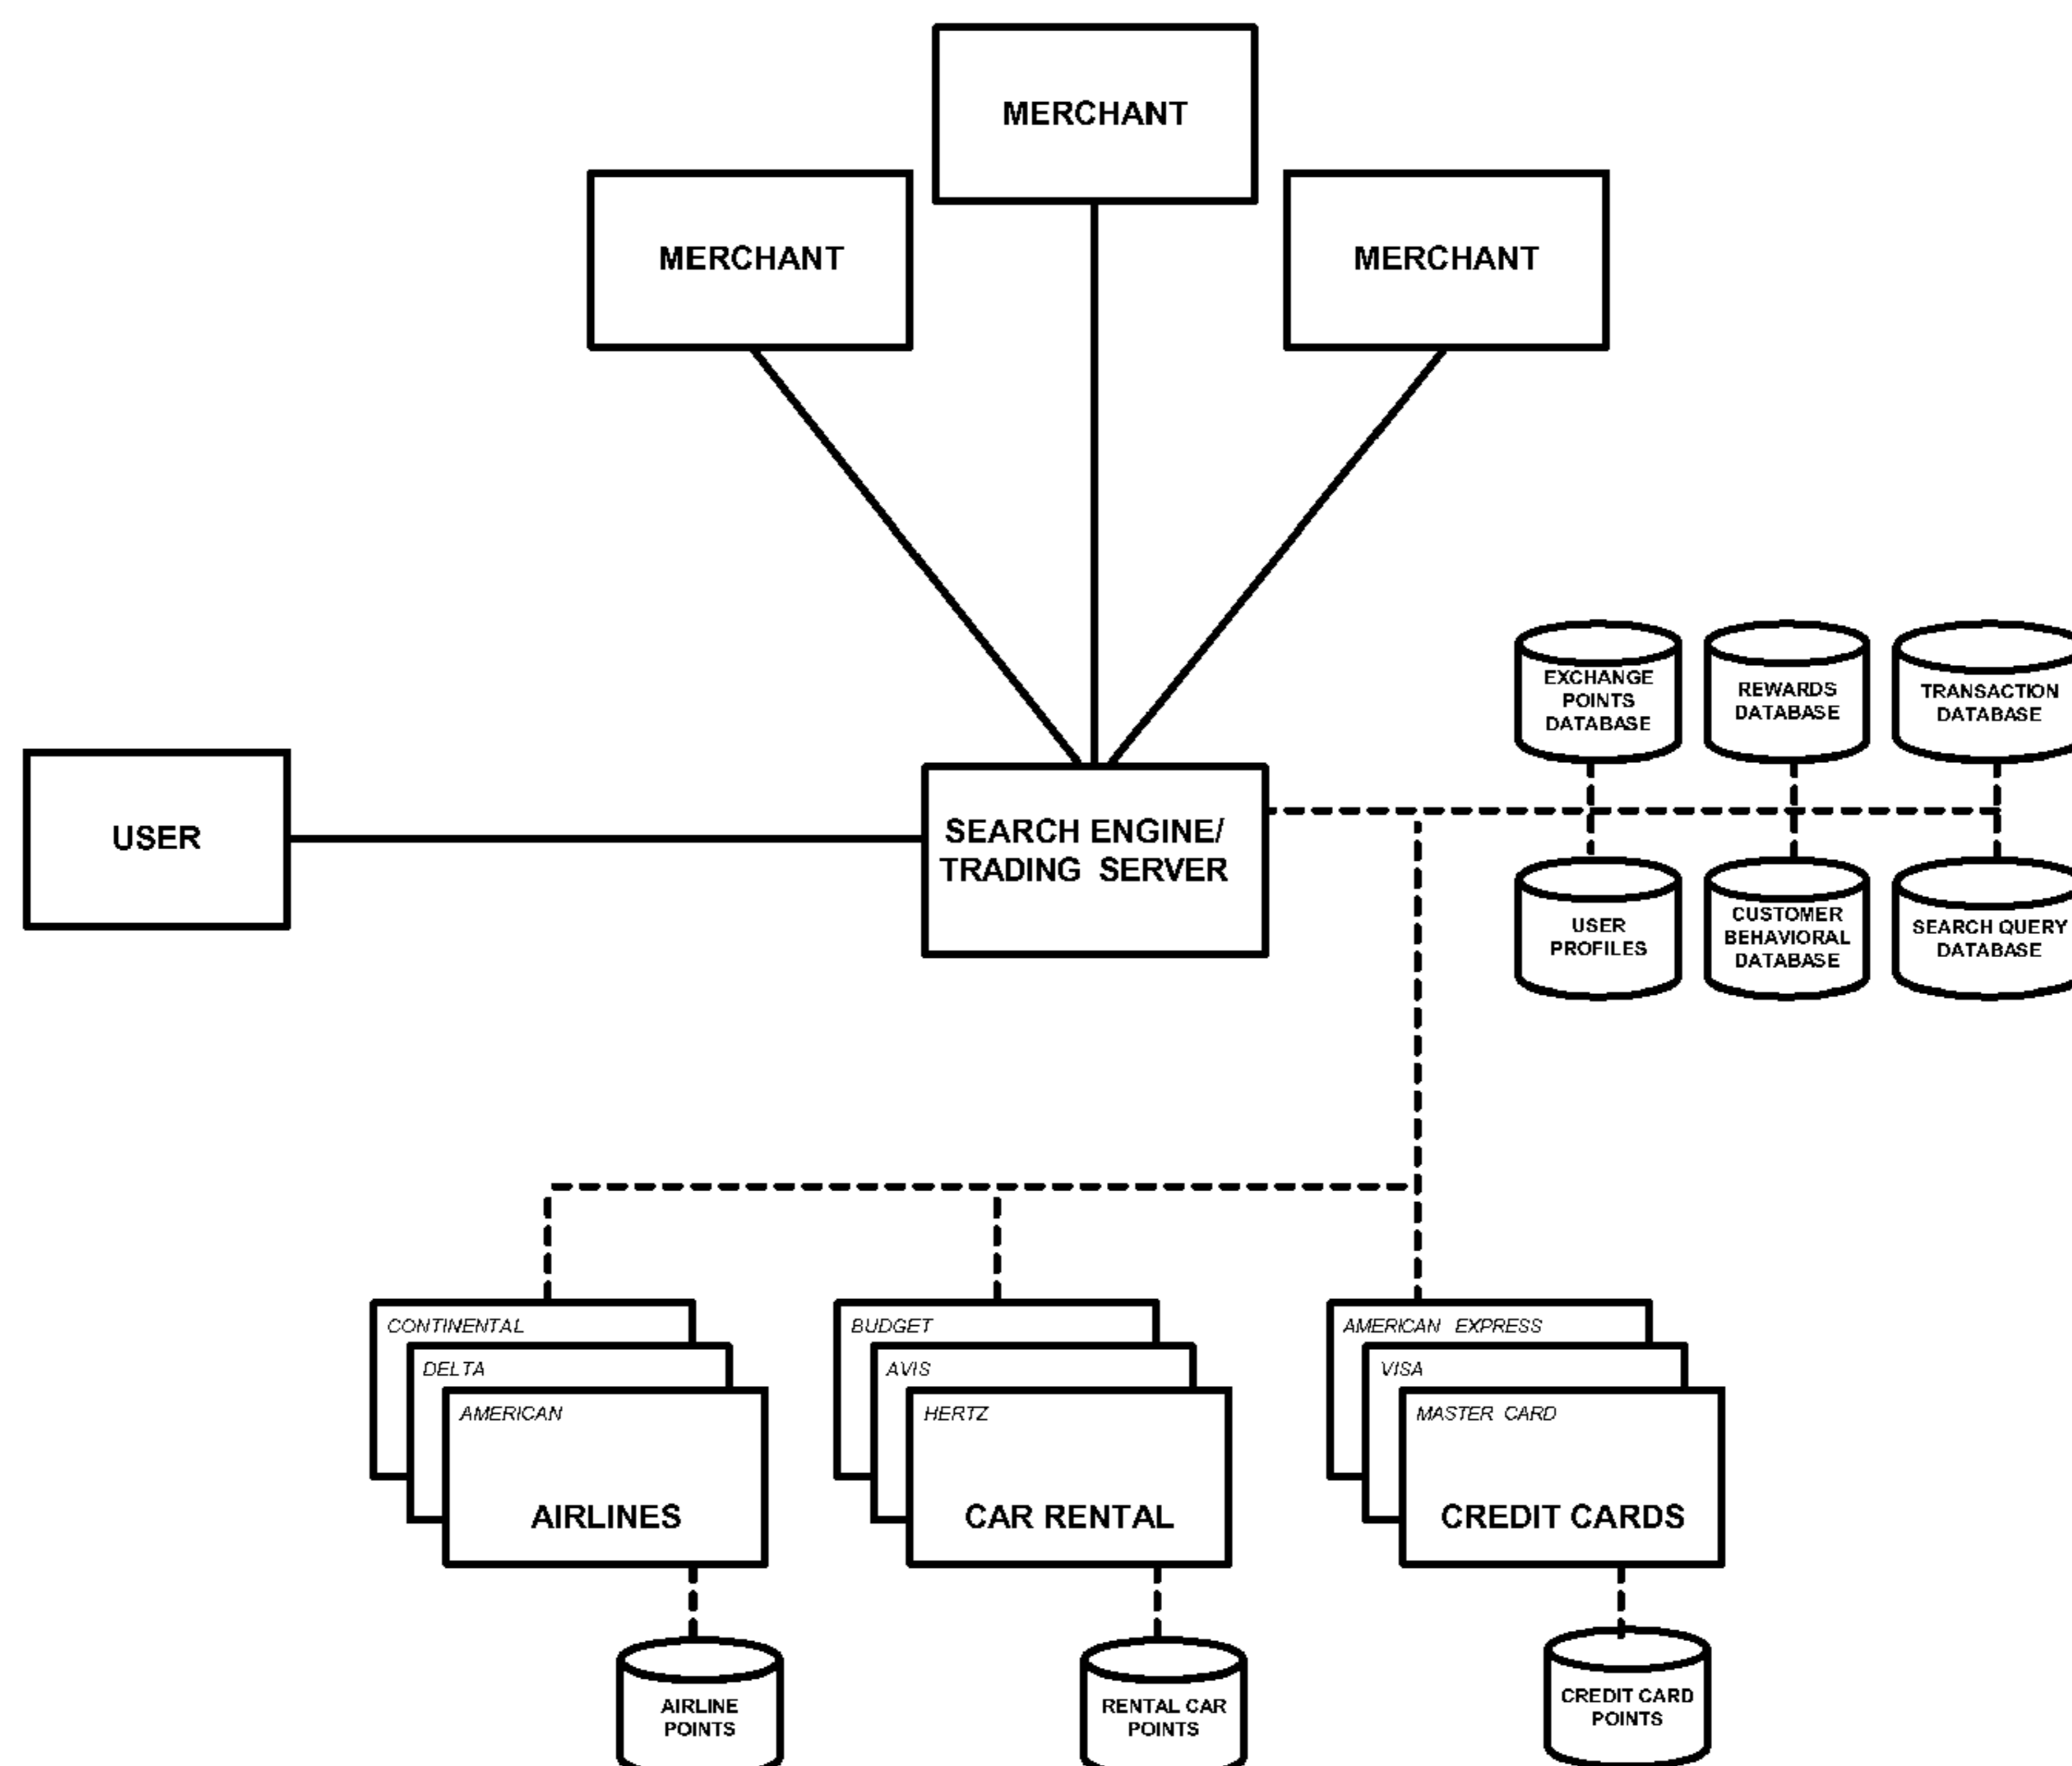 MERCHANT
MERCHANT
MERCHANT
EXCHANGE
POINTS
DATABASE
REWARDS
DATABASE
TRANSACTION
DATABASE
USER
SEARCH ENGINE/
TRADING SERVER
USER
PROFILES
CUSTOMER
BEHAVIORAL
DATABASE
SEARCH QUERY
DATABASE
CONTINENTAL
DELTA
AMERICAN
AIRLINES
BUDGET
AVIS
HERTZ
CAR RENTAL
AMERICAN EXPRESS
VISA
MASTER CARD
CREDIT CARDS
AIRLINE
POINTS
RENTAL CAR
POINTS
CREDIT CARD
POINTS